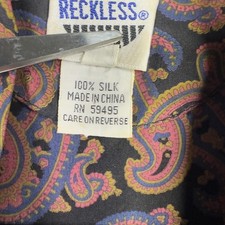 RECKLESS®
100% SILK
MADE IN CHINA
RN 59495
CARE ON REVERSE